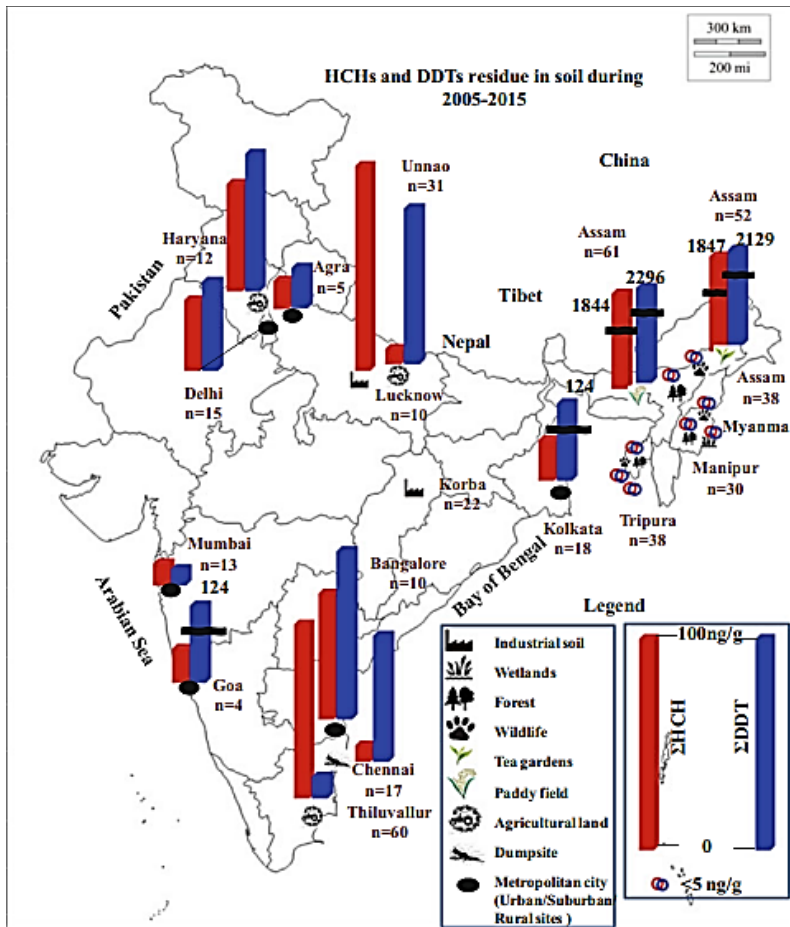 300 km
200 mi
HCHs and DDTs residue in soil during
2005-2015
China
Unnao
n=31
Assam
n=52
Assam
n=61
1847
2129
Haryana
n=12
Agra
n=5
2296
1844
Pakistan
Tibet
Nepal
Delhi
n=15
Lucknow
n=10
124
Assam
n=38
Myanma
Manipur
n=30
Korba
n=22
Kolkata
n=18
Tripura
n=38
Mumbai
n=13
Bangalore
n=10
Bay of Bengal
Arabian Sea
124
Goa
n=4
Chennai
n=17
Thiluvallur
n=60
Legend
Industrial soil
Wetlands
Forest
Wildlife
Tea gardens
Paddy field
Agricultural land
Dumpsite
Metropolitan city
(Urban/Suburban/
Rural sites )
100ng/g
ΣHCH
ΣDDT
0
<5 ng/g